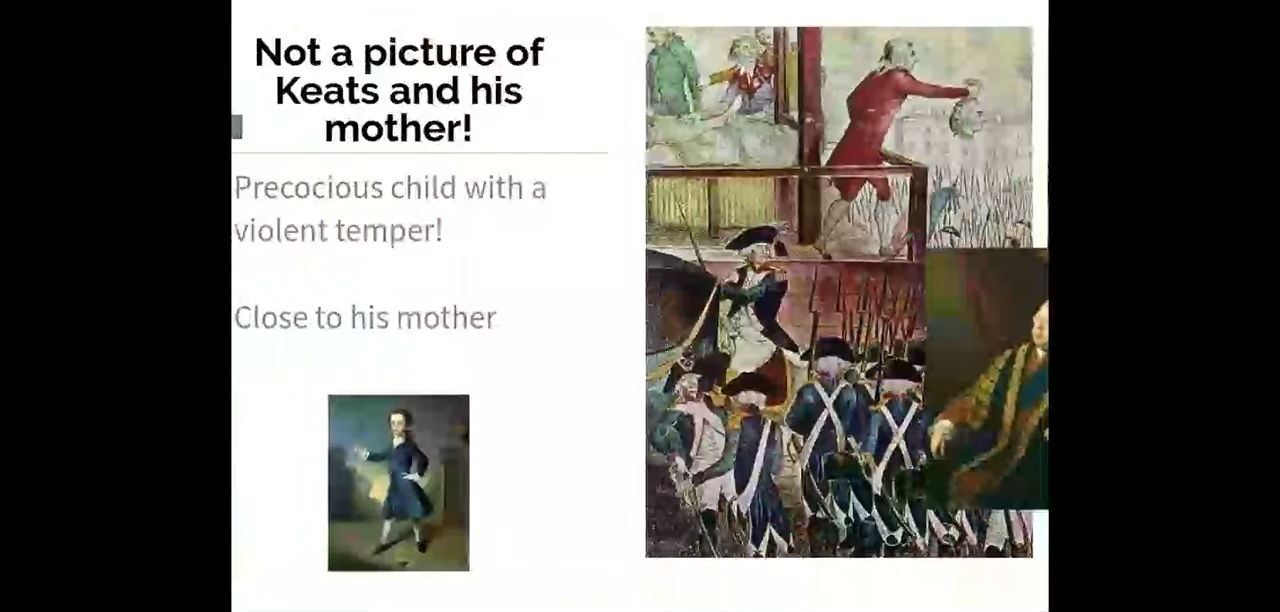 Not a picture of
Keats and his
mother!
Precocious child with a
violent temper!
Close to his mother